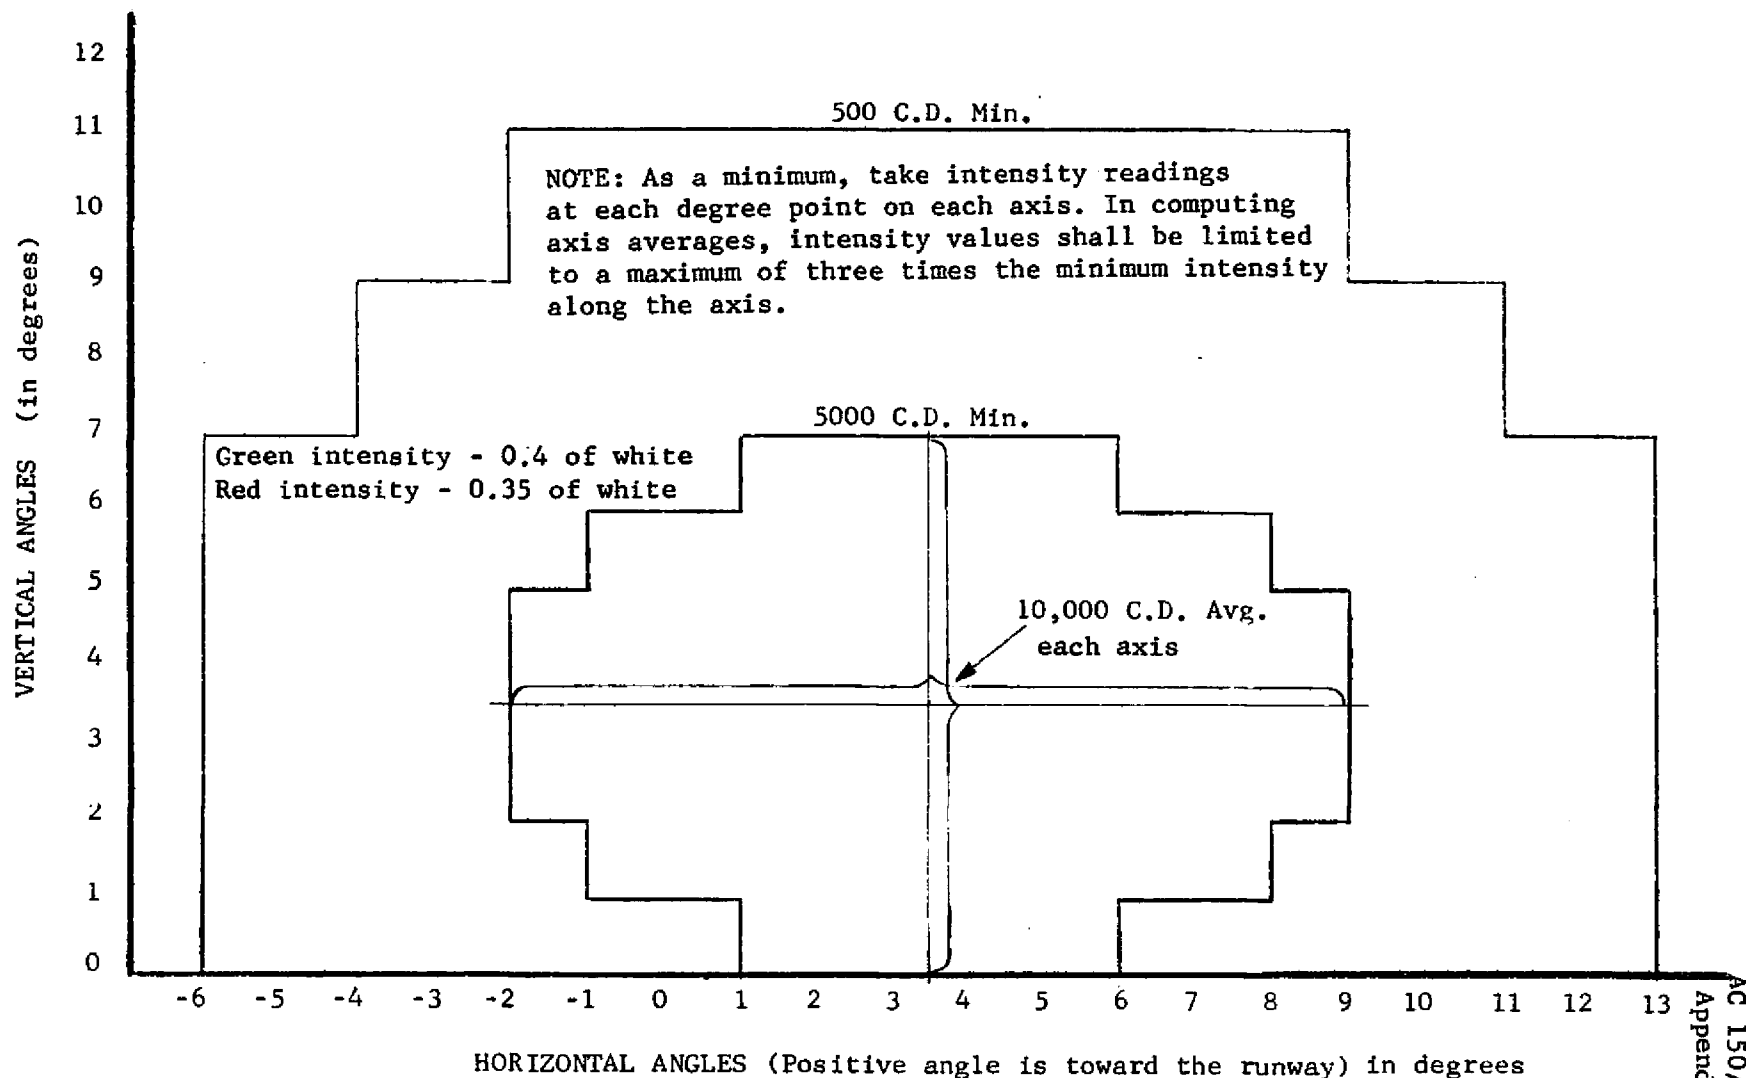 12
11
10
9
8
7
6
5
4
3
2
1
0
VERTICAL ANGLES (in degrees)
500 C.D. Min.
NOTE: As a minimum, take intensity readings
at each degree point on each axis. In computing
axis averages, intensity values shall be limited
to a maximum of three times the minimum intensity
along the axis.
5000 C.D. Min.
Green intensity - 0.4 of white
Red intensity - 0.35 of white
10,000 C.D. Avg.
each axis
-6 -5 -4 -3 -2 -1 0 1 2 3 4 5 6 7 8 9 10 11 12 13
HORIZONTAL ANGLES (Positive angle is toward the runway) in degrees
AC 150/
Append